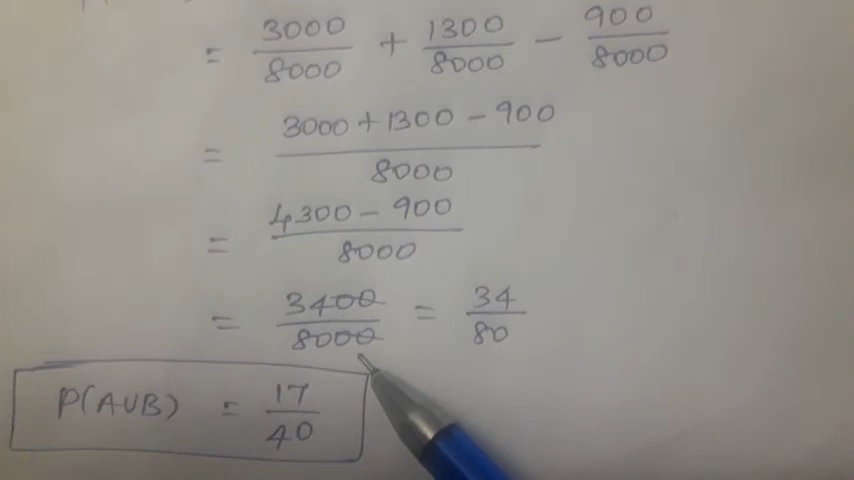 = 3000/8000 + 1300/8000 - 900/8000
= 3000+1300-900/8000
= 4300-900/8000
= 3400/8000 = 34/80
P(AUB) = 17/40